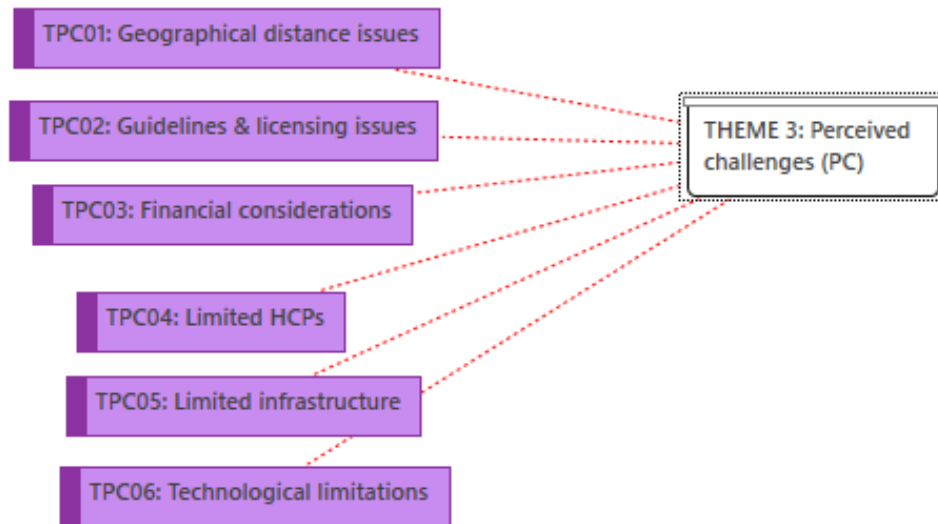 TPC01: Geographical distance issues
TPC02: Guidelines & licensing issues
TPC03: Financial considerations
TPC04: Limited HCPs
TPC05: Limited infrastructure
TPC06: Technological limitations
THEME 3: Perceived
challenges (PC)